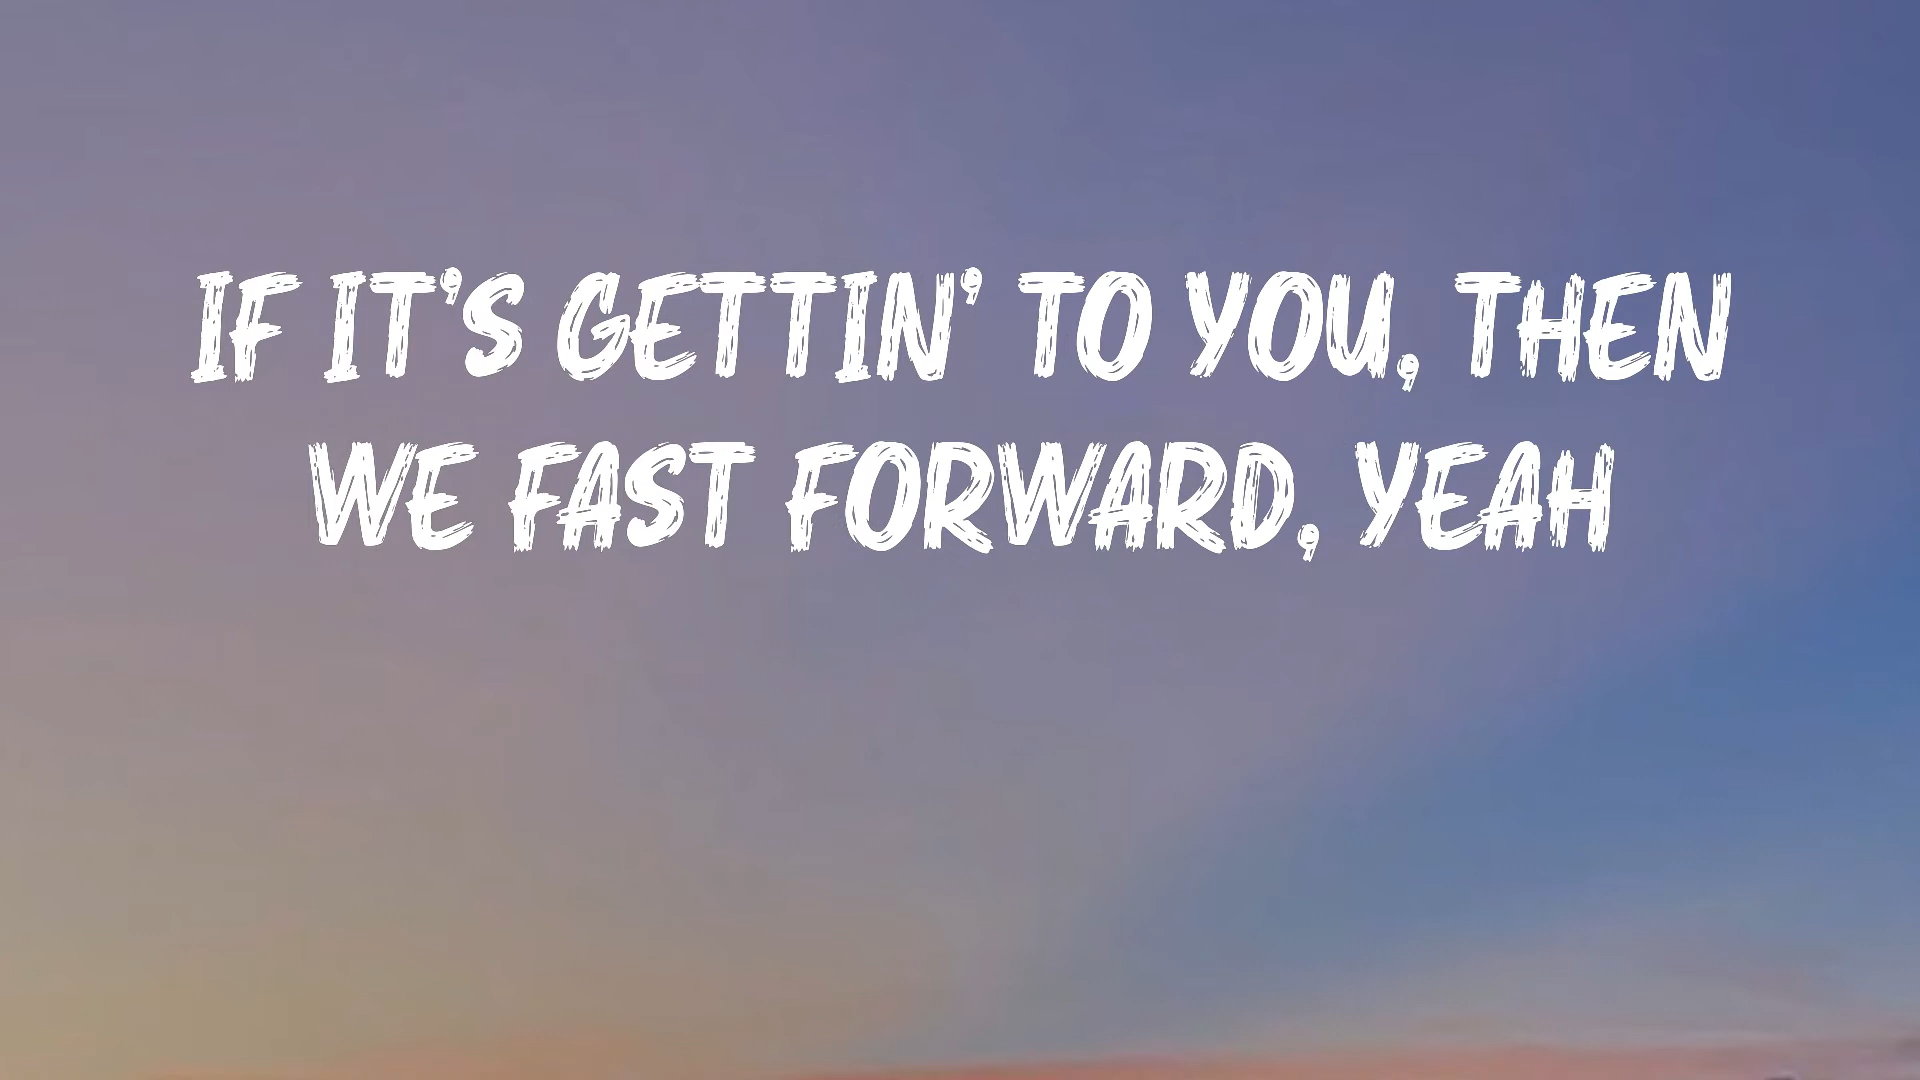 IF IT'S GETTIN' TO YOU, THEN
WE FAST FORWARD, YEAH